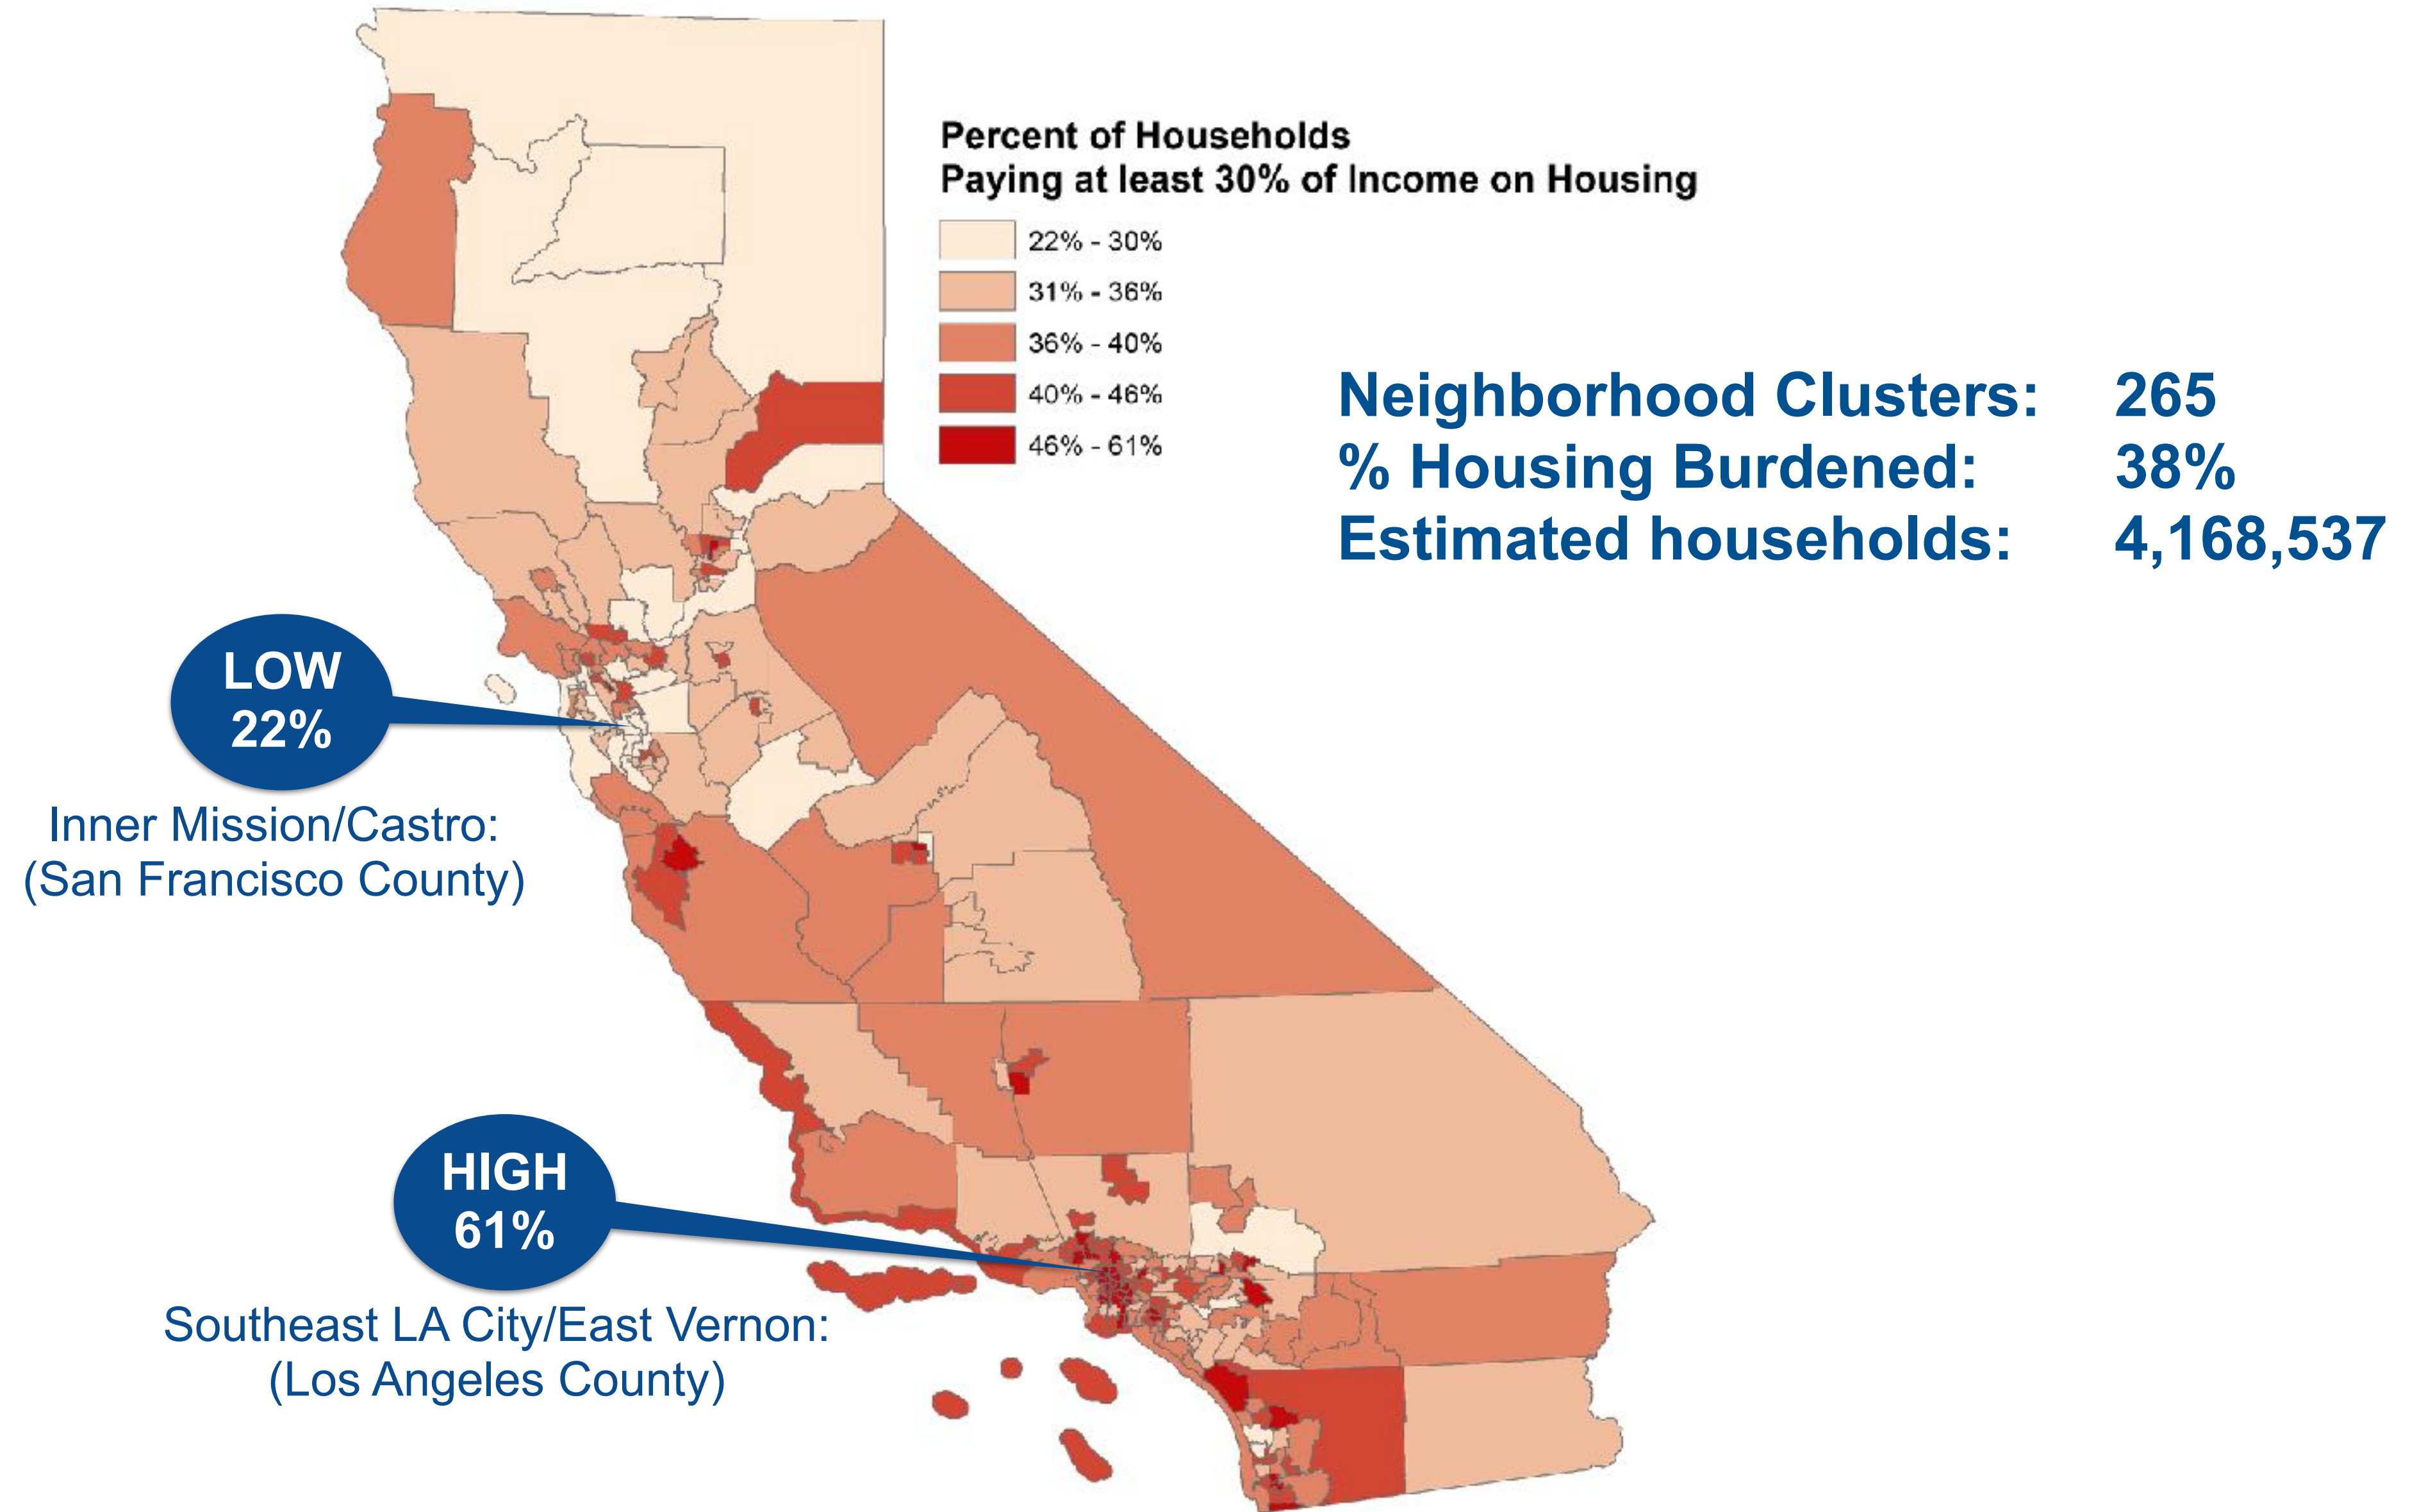 Percent of Households
Paying at least 30% of Income on Housing
22% - 30%
31% - 36%
36% - 40%
40% - 46%
46% - 61%
Neighborhood Clusters: 265
% Housing Burdened: 38%
Estimated households: 4,168,537
LOW
22%
Inner Mission/Castro:
(San Francisco County)
HIGH
61%
Southeast LA City/East Vernon:
(Los Angeles County)